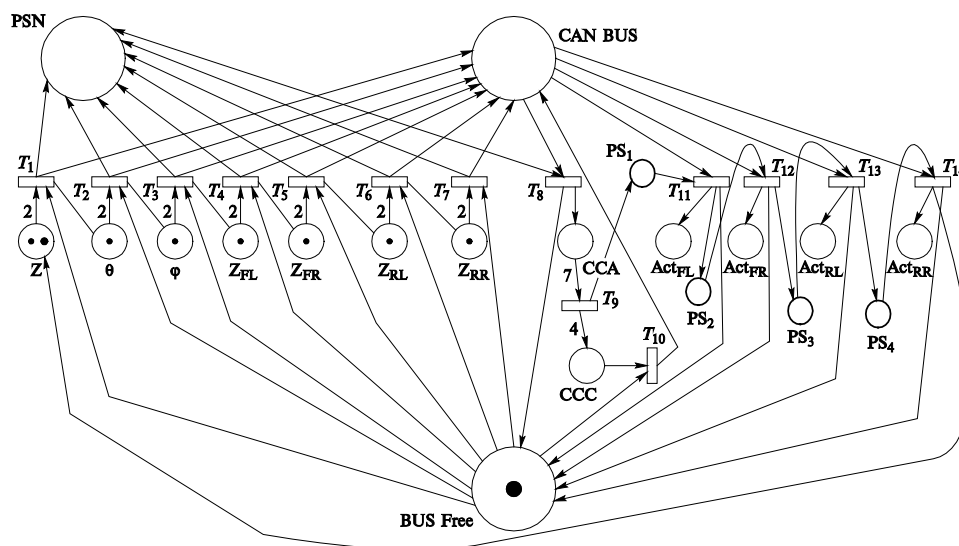 PSN
CAN BUS
T1 T2 T3 T4 T5 T6 T7 T8 PS1 T11 T12 T13
2 2 2 2 2 2 2
Z θ φ ZFL ZFR ZRL ZRR CCA ActFL ActFR ActRL ActRR
7
T9 PS2 PS3 PS4
4 T10
CCC
BUS Free